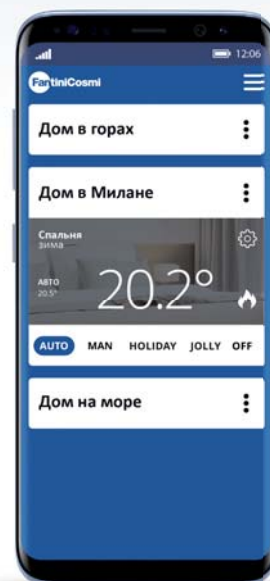 12:06
FantiniCosmi
Дом в горах
Дом в Милане
Спальня
зима
АВТО
20.5°
20.2°
AUTO MAN HOLIDAY JOLLY OFF
Дом на море